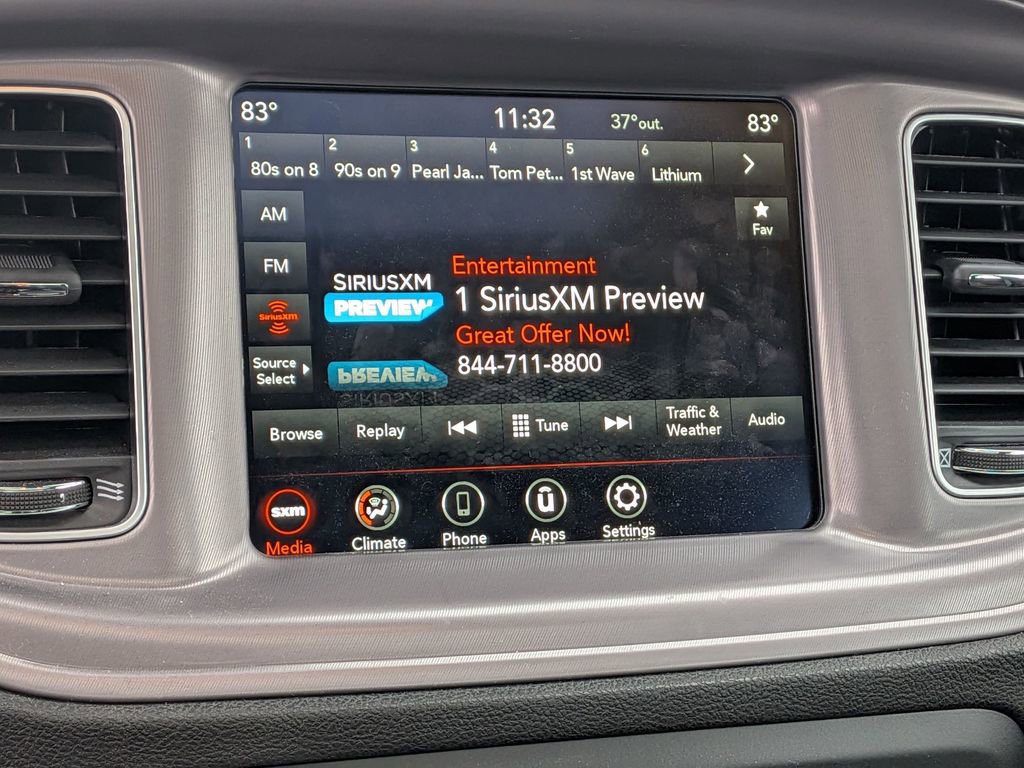 83° 11:32 37°out. 83°
1 2 3 4 5 6
80s on 8 90s on 9 Pearl Ja... Tom Pet... 1st Wave Lithium
AM
Fav
FM
SIRIUSXM
PREVIEW
Entertainment
1 SiriusXM Preview
Great Offer Now!
844-711-8800
SiriusXM
Source
Select
PREVIEW
SIRIUSXM
Browse Replay Tune Traffic &
Weather Audio
sxm
Media Climate Phone Apps Settings